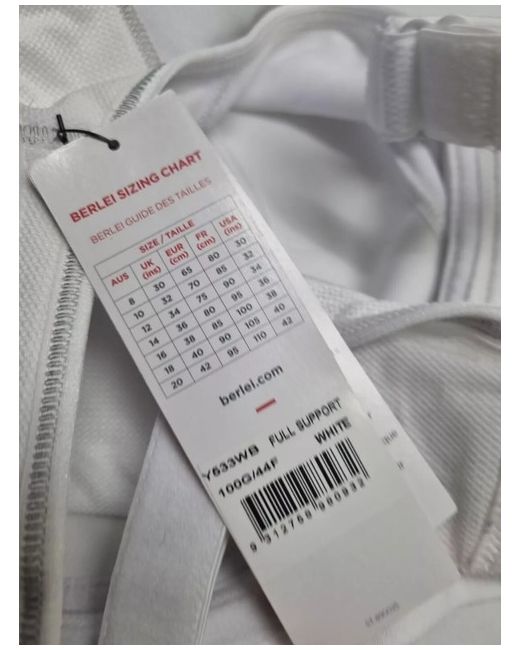 BERLEI SIZING CHART
BERLEI GUIDE DES TAILLES
SIZE / TAILLE
AUS UK (ins) EUR (cm) FR (cm) USA (ins)
8 30 65 80 30
10 32 70 85 32
12 34 75 90 34
14 36 80 95 36
16 38 85 100 38
18 40 90 105 40
20 42 95 110 42
berlei.com
Y533WB FULL SUPPORT
100G/44F WHITE
que